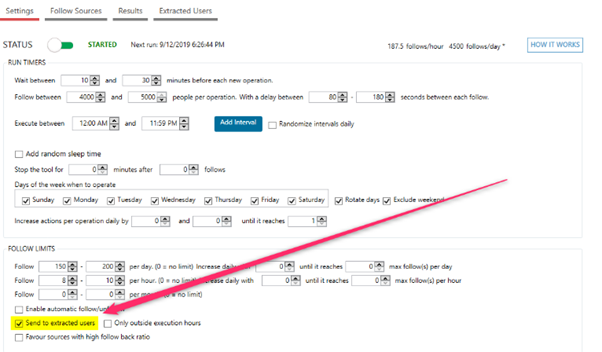 Settings Follow Sources Results Extracted Users
STATUS STARTED Next run: 9/12/2019 6:26:44 PM 187.5 follows/hour 4500 follows/day * HOW IT WORKS
RUN TIMERS
Wait between 10 and 30 minutes before each new operation.
Follow between 4000 and 5000 people per operation. With a delay between 80 - 180 seconds between each follow.
Execute between 12:00 AM and 11:59 PM Add Interval Randomize intervals daily
Add random sleep time
Stop the tool for 0 minutes after 0 follows
Days of the week when to operate
Sunday Monday Tuesday Wednesday Thursday Friday Saturday Rotate days Exclude weekend
Increase actions per operation daily by 0 and 0 until it reaches 1
FOLLOW LIMITS
Follow 150 - 200 per day. (0 = no limit) Increase daily 0 until it reaches 0 max follow(s) per day
Follow 8 - 10 per hour. (0 = no limit) daily with 0 until it reaches 0 max follow(s) per hour
Follow 0 - 0 per no limit)
Enable automatic
Send to extracted users Only outside execution hours
Favour sources with high follow back ratio